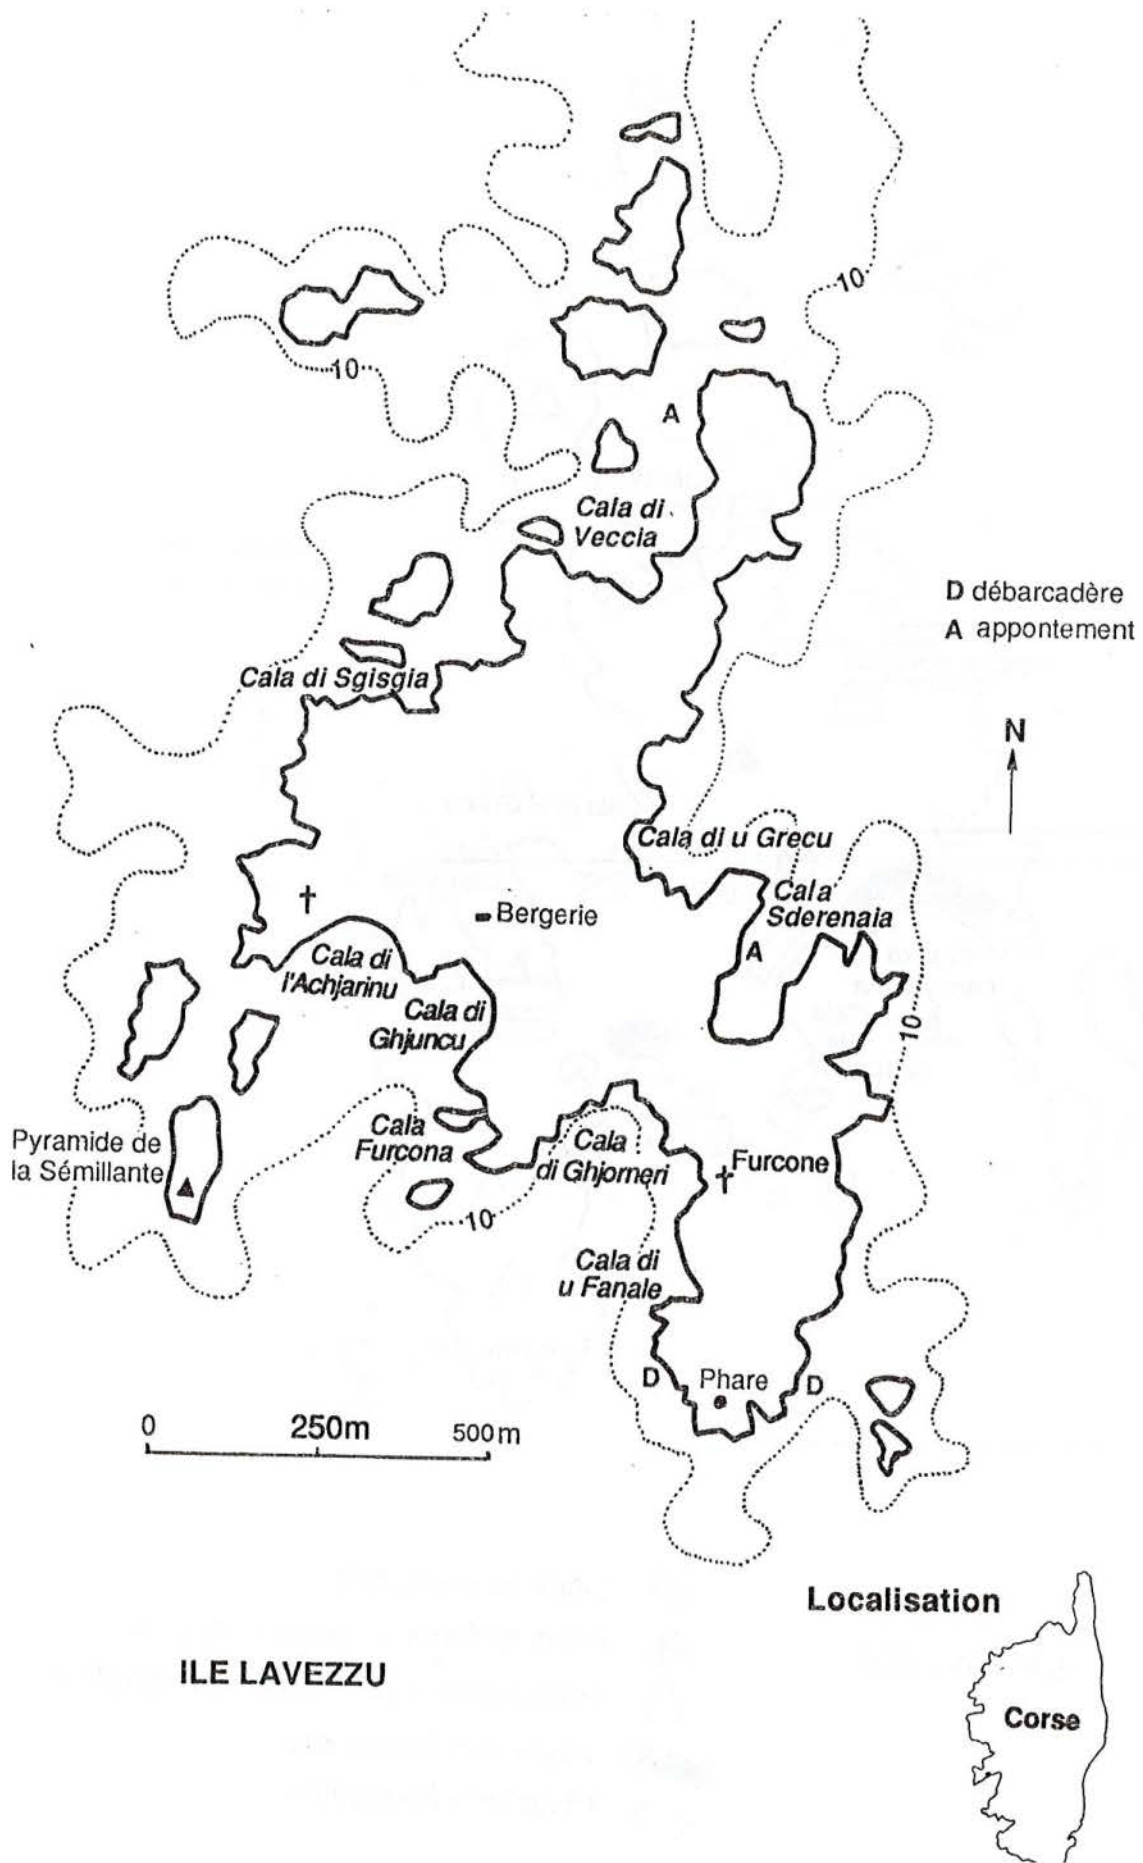 10
10
A
Cala di
Veccia
D débarcadère
A appontement
Cala di Sgisgia
N
Cala di u Grecu
Cala
Sderenaia
Bergerie
A
Cala di
l'Achjarinu
Cala di
Ghjuncu
10
Pyramide de
la Sémillante
Cala
Furcona
Cala
di Ghjorneri
Furcone
10
Cala di
u Fanale
D
Phare
D
0
250m
500m
Localisation
ILE LAVEZZU
Corse